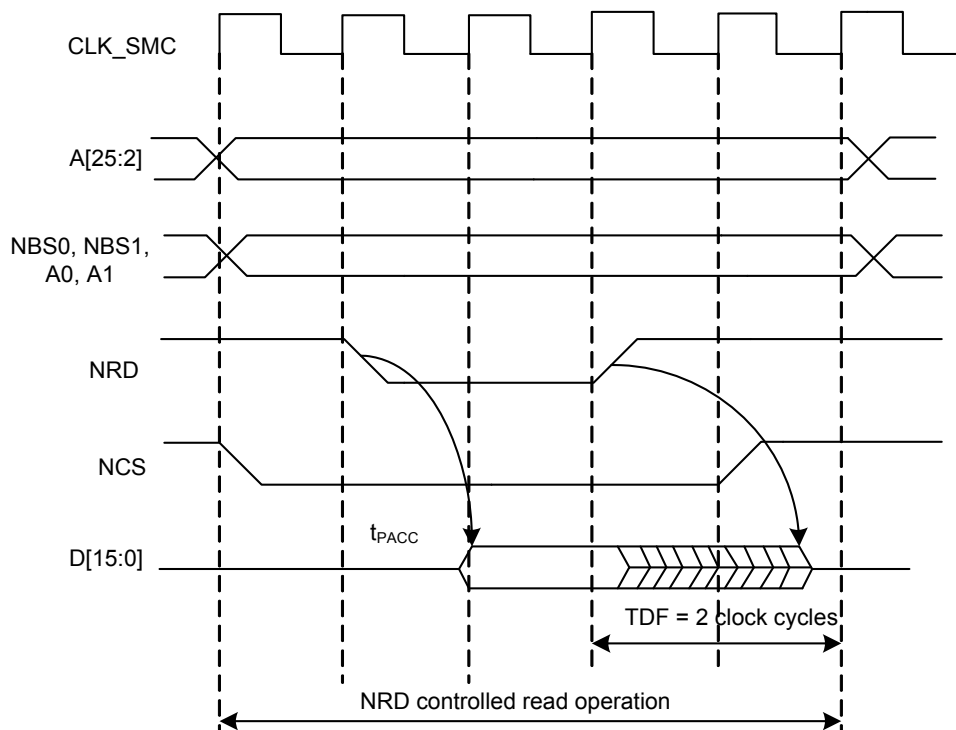 CLK_SMC
A[25:2]
NBS0, NBS1,
A0, A1
NRD
NCS
tPACC
D[15:0]
TDF = 2 clock cycles
NRD controlled read operation